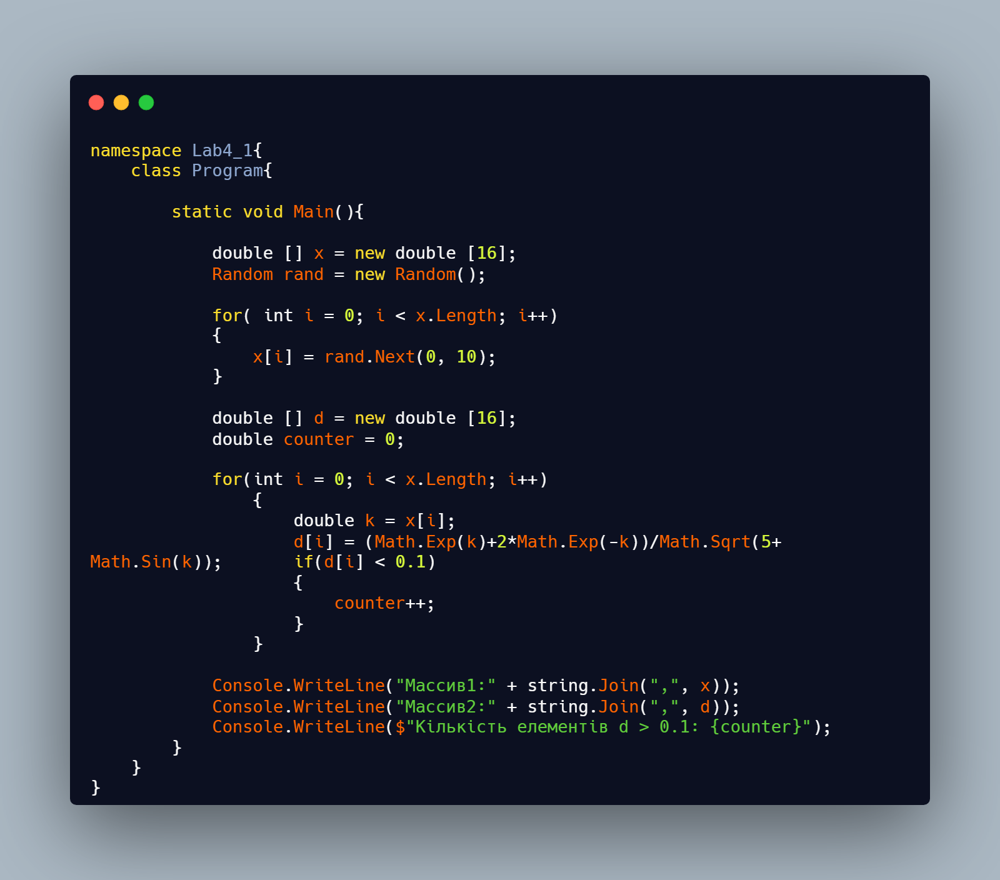 namespace Lab4_1{
    class Program{

        static void Main(){

            double [] x = new double [16];
            Random rand = new Random();

            for( int i = 0; i < x.Length; i++)
            {
                x[i] = rand.Next(0, 10);
            }

            double [] d = new double [16];
            double counter = 0;

            for(int i = 0; i < x.Length; i++)
                {
                    double k = x[i];
                    d[i] = (Math.Exp(k)+2*Math.Exp(-k))/Math.Sqrt(5+
Math.Sin(k));       if(d[i] < 0.1)
                    {
                        counter++;
                    }
                }

            Console.WriteLine("Массив1:" + string.Join(",", x));
            Console.WriteLine("Массив2:" + string.Join(",", d));
            Console.WriteLine($"Кількість елементів d > 0.1: {counter}");
        }
    }
}